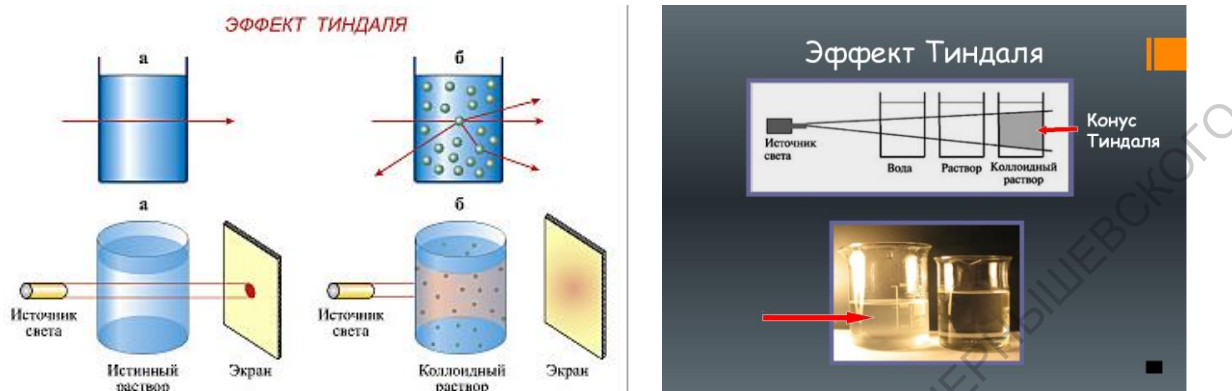 ЭФФЕКТ ТИНДАЛЯ
а
б
а
б
Источник
света
Истинный
раствор
Экран
Источник
света
Коллоидный
раствор
Экран
Эффект Тиндаля
Источник
света
Вода
Раствор
Коллоидный
раствор
Конус
Тиндаля
ЧЕРНЫШЕВСКОГО